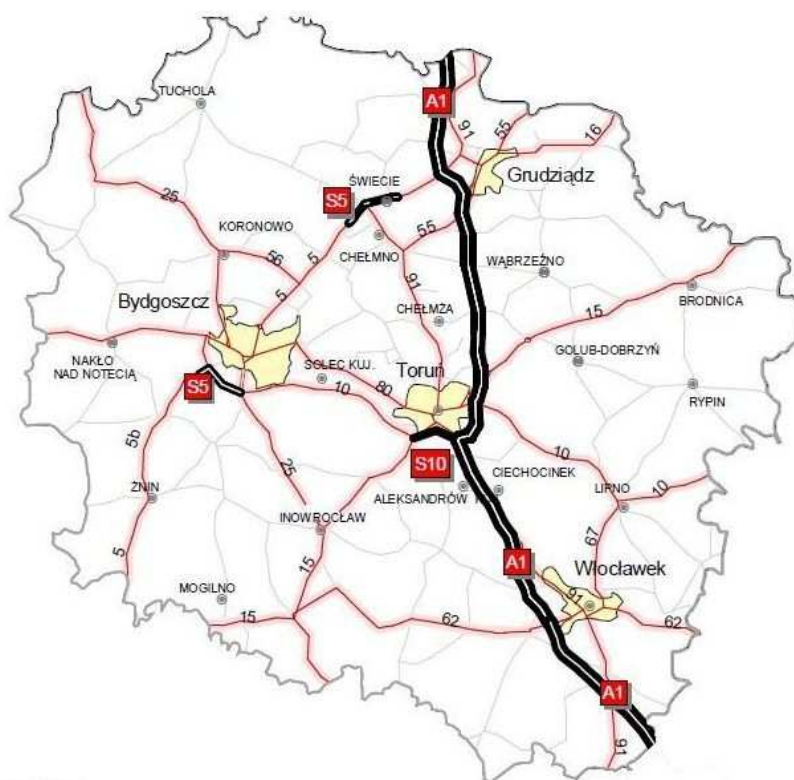 TUCHOLA
A1
91
55
16
Grudziądz
ŚWIECIE
S5
25
KORONOWO
CHEŁMNO
55
56
5
WĄBRZEŹNO
5
91
BRODNICA
Bydgoszcz
CHEŁMŻA
15
NAKŁO
NAD NOTECIĄ
SOLEC KUJ.
Toruń
GOLUB-DOBRZYŃ
S5
10
80
RYPIN
5b
25
S10
10
CIECHOCINEK
10
ŻNIN
ALEKSANDRÓW
LIPNO
INOWROCŁAW
67
5
15
A1
Włocławek
MOGILNO
91
15
62
62
A1
91